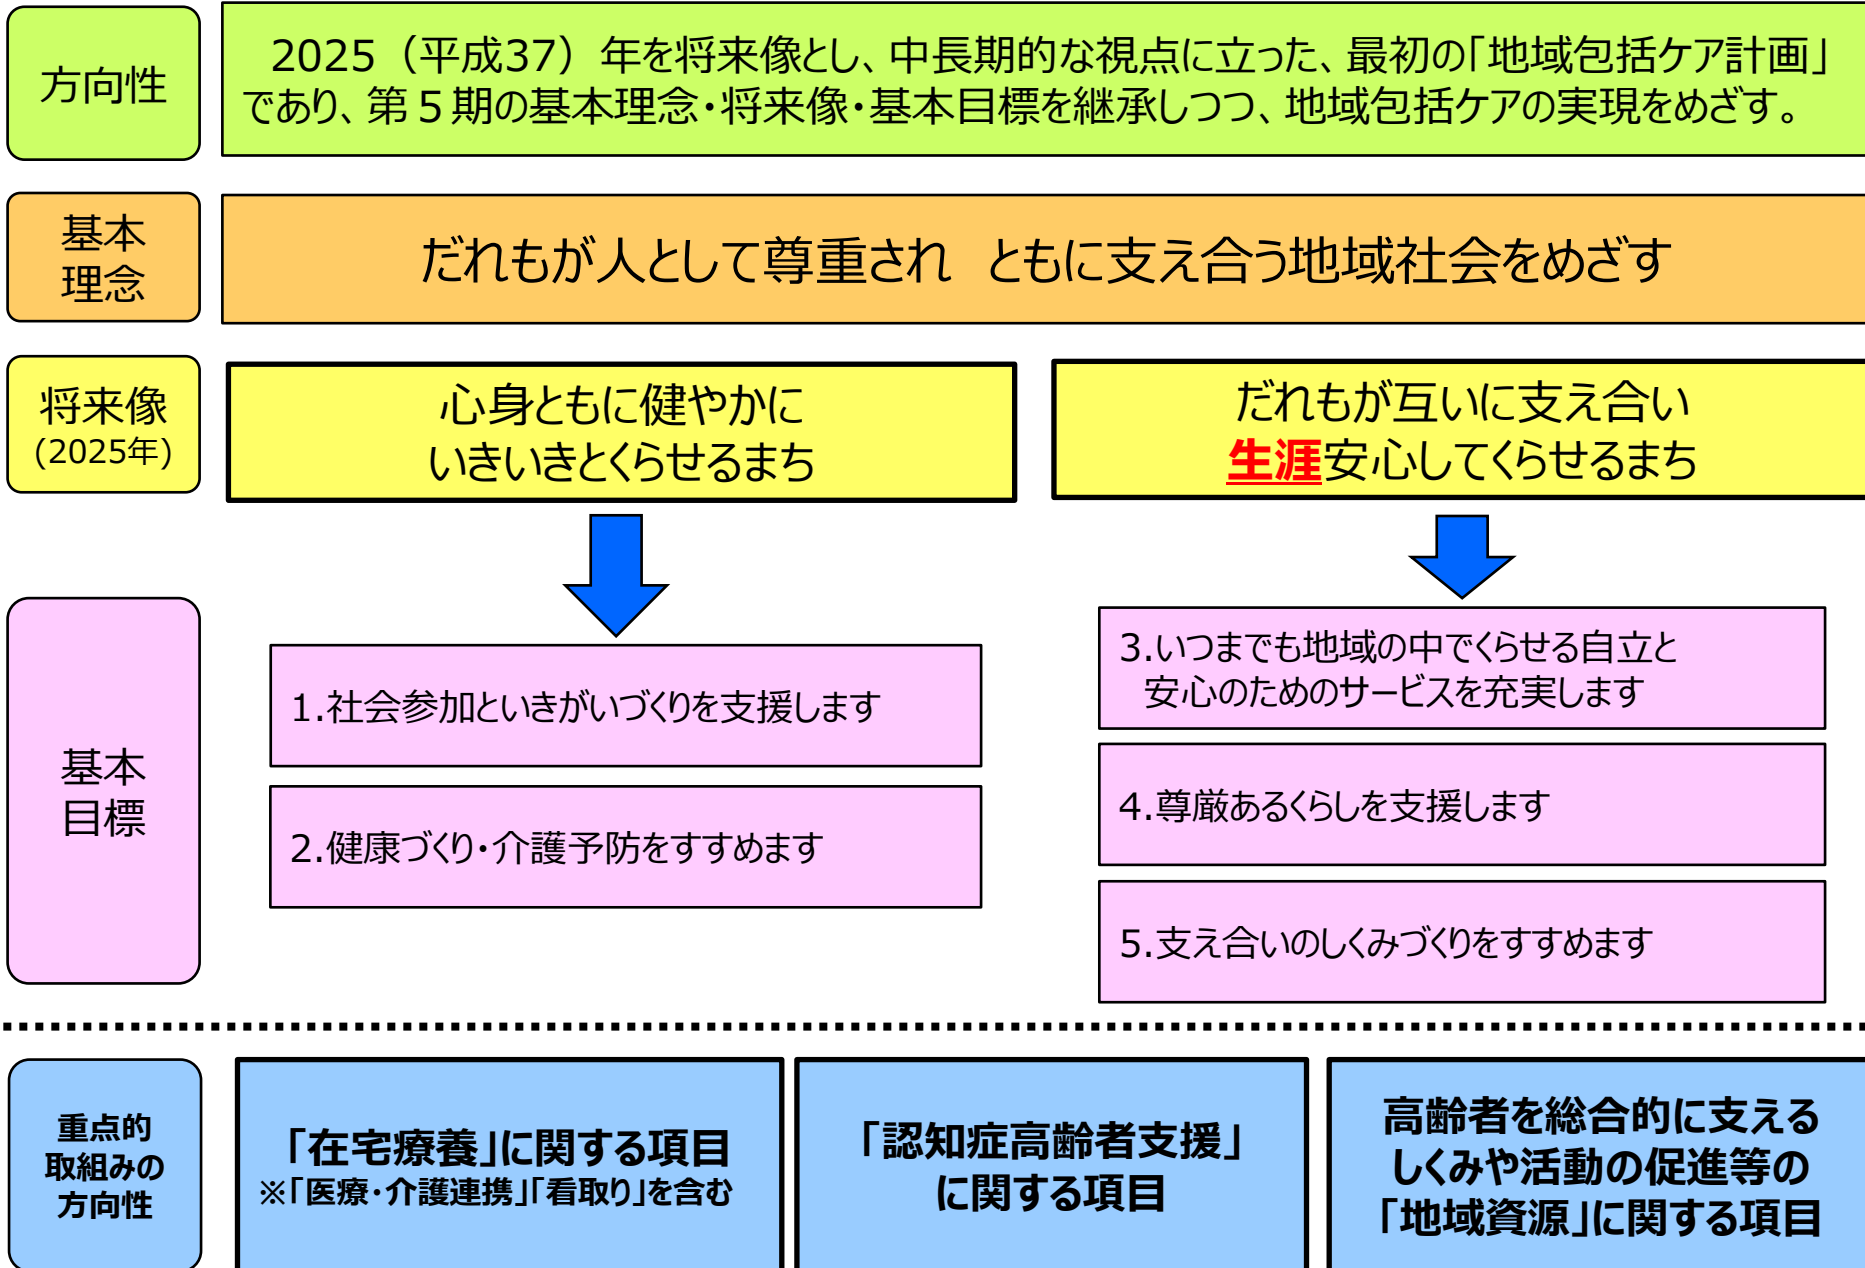 方向性
2025（平成37）年を将来像とし、中長期的な視点に立った、最初の「地域包括ケア計画」
であり、第５期の基本理念・将来像・基本目標を継承しつつ、地域包括ケアの実現をめざす。
基本
理念
だれもが人として尊重され　ともに支え合う地域社会をめざす
将来像
(2025年)
心身ともに健やかに
いきいきとくらせるまち
だれもが互いに支え合い
生涯安心してくらせるまち
基本
目標
1.社会参加といきがいづくりを支援します
2.健康づくり・介護予防をすすめます
3.いつまでも地域の中でくらせる自立と
安心のためのサービスを充実します
4.尊厳あるくらしを支援します
5.支え合いのしくみづくりをすすめます
重点的
取組みの
方向性
「在宅療養」に関する項目
※「医療・介護連携」「看取り」を含む
「認知症高齢者支援」
に関する項目
高齢者を総合的に支える
しくみや活動の促進等の
「地域資源」に関する項目